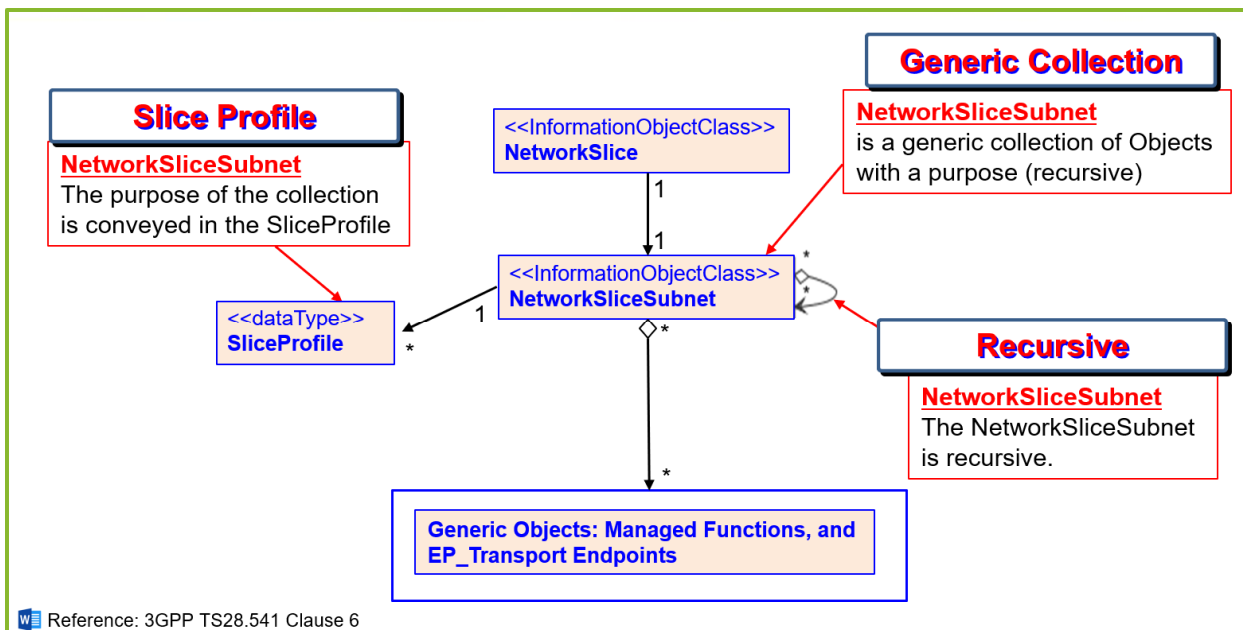 Generic Collection
NetworkSliceSubnet
is a generic collection of Objects
with a purpose (recursive)
Slice Profile
NetworkSliceSubnet
The purpose of the collection
is conveyed in the SliceProfile
<<InformationObjectClass>>
NetworkSlice
1
1
<<InformationObjectClass>>
NetworkSliceSubnet
*
*
1
*
<<dataType>>
SliceProfile
*
Recursive
NetworkSliceSubnet
The NetworkSliceSubnet
is recursive.
*
Generic Objects: Managed Functions, and
EP_Transport Endpoints
W
Reference: 3GPP TS28.541 Clause 6